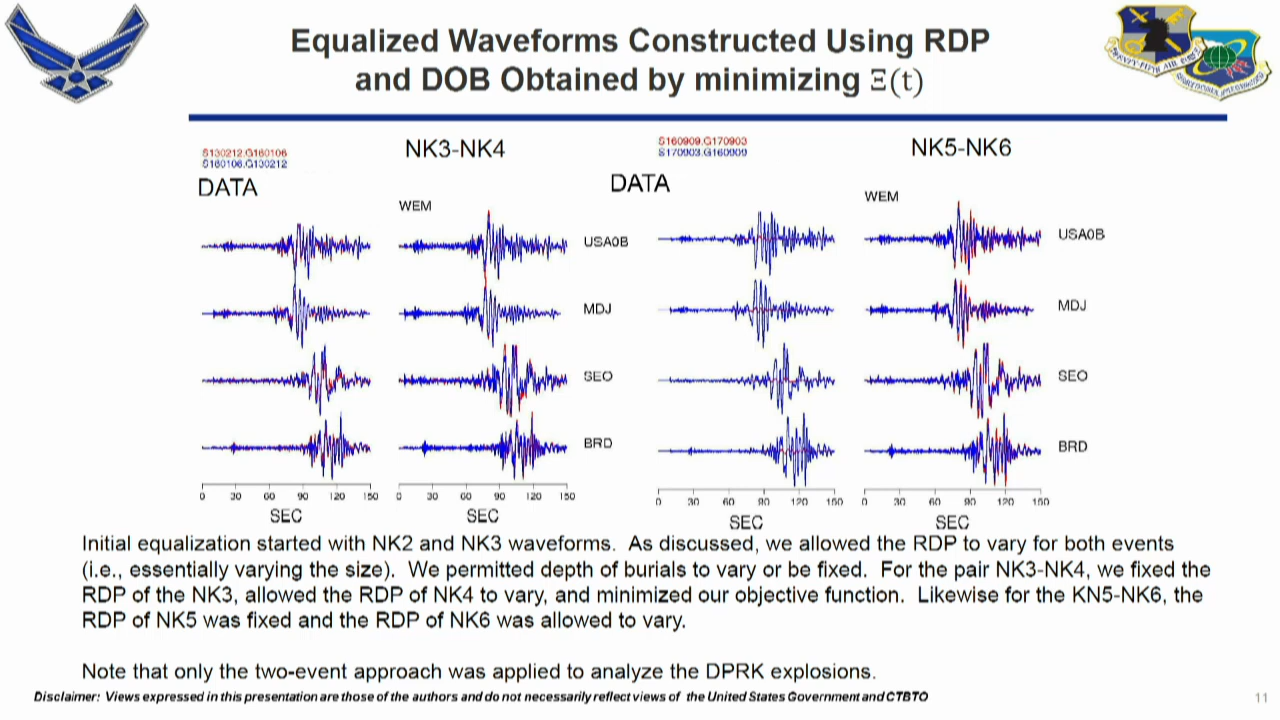 Equalized Waveforms Constructed Using RDP
and DOB Obtained by minimizing Ξ(t)
S130212.G160106
S160106.G130212
NK3-NK4
S160909.G170903
S170903.G160909
NK5-NK6
DATA
WEM
DATA
WEM
USA0B
USA0B
MDJ
MDJ
SEO
SEO
BRD
BRD
0 30 60 90 120 150
0 30 60 90 120 150
0 30 60 90 120 150
0 30 60 90 120 150
SEC
SEC
SEC
SEC
Initial equalization started with NK2 and NK3 waveforms. As discussed, we allowed the RDP to vary for both events
(i.e., essentially varying the size). We permitted depth of burials to vary or be fixed. For the pair NK3-NK4, we fixed the
RDP of the NK3, allowed the RDP of NK4 to vary, and minimized our objective function. Likewise for the KN5-NK6, the
RDP of NK5 was fixed and the RDP of NK6 was allowed to vary.
Note that only the two-event approach was applied to analyze the DPRK explosions.
Disclaimer: Views expressed in this presentation are those of the authors and do not necessarily reflect views of the United States Government and CTBTO
11